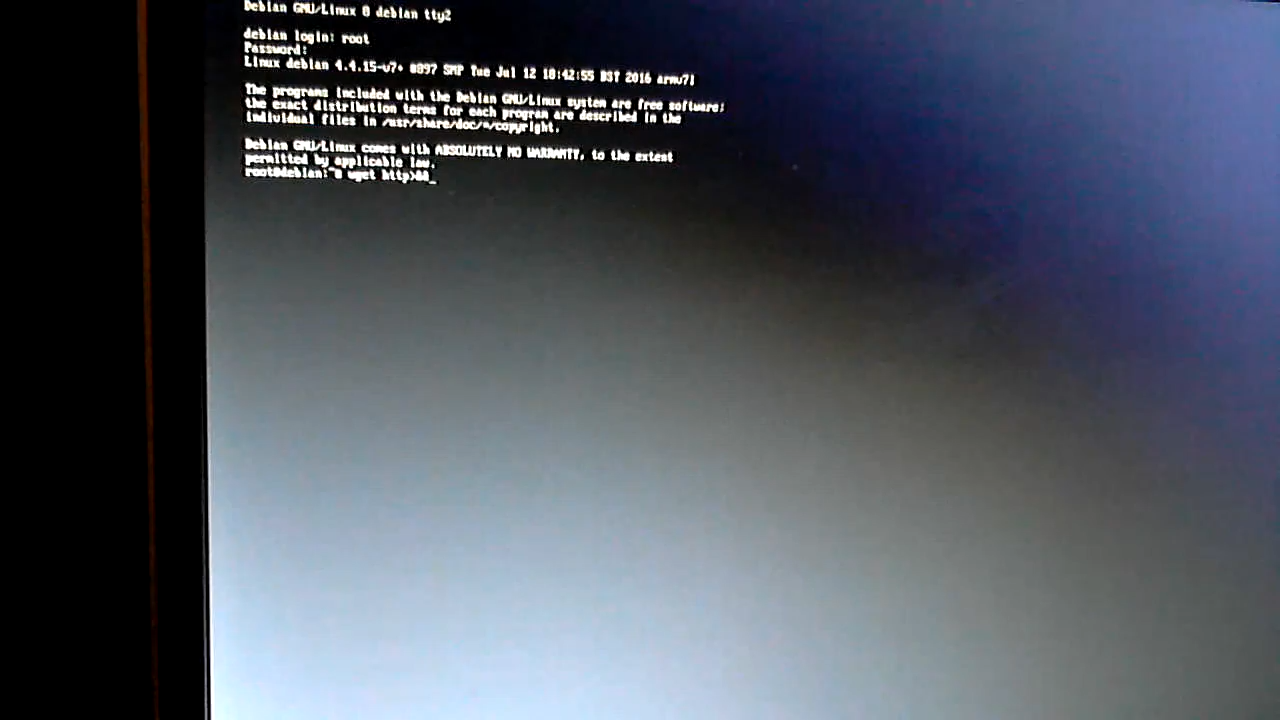 Debian GNU/Linux 8 debian tty2
debian login: root
Password:
Linux debian 4.4.15-v7+ #897 SMP Tue Jul 12 18:42:55 BST 2016 armv7l
The programs included with the Debian GNU/Linux system are free software;
the exact distribution terms for each program are described in the
individual files in /usr/share/doc/*/copyright.
Debian GNU/Linux comes with ABSOLUTELY NO WARRANTY, to the extent
permitted by applicable law.
root@debian:~# wget http>&&_